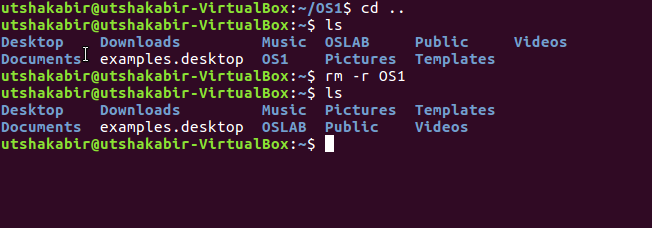 utshakabir@utshakabir-VirtualBox:~/OS1$ cd ..
utshakabir@utshakabir-VirtualBox:~$ ls
Desktop Downloads Music OSLAB Public Videos
Documents examples.desktop OS1 Pictures Templates
utshakabir@utshakabir-VirtualBox:~$ rm -r OS1
utshakabir@utshakabir-VirtualBox:~$ ls
Desktop Downloads Music Pictures Templates
Documents examples.desktop OSLAB Public Videos
utshakabir@utshakabir-VirtualBox:~$